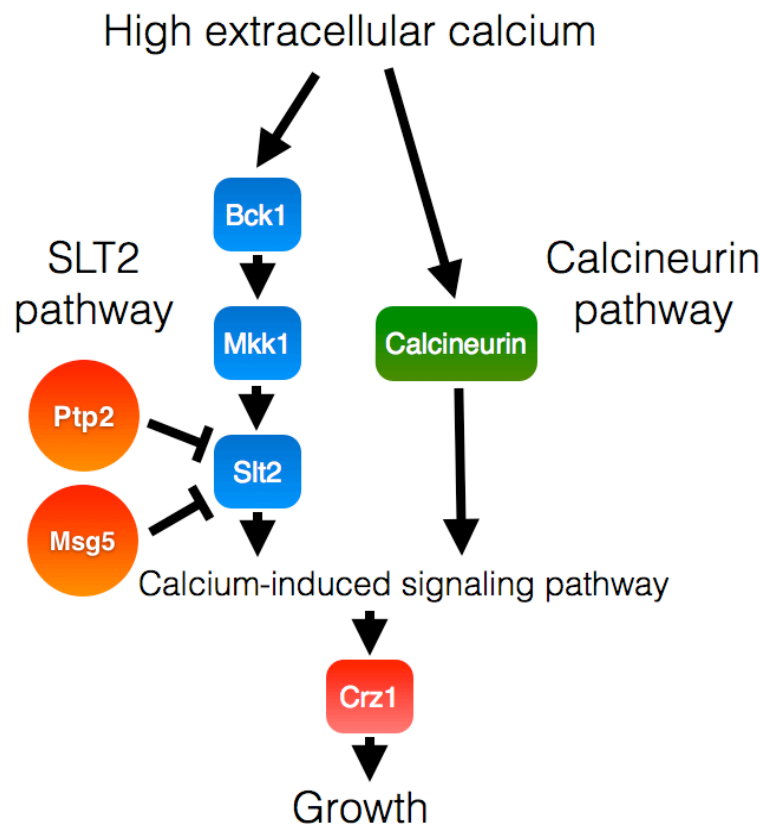 High extracellular calcium
Bck1
SLT2
pathway
Calcineurin
pathway
Mkk1
Calcineurin
Ptp2
Slt2
Msg5
Calcium-induced signaling pathway
Crz1
Growth